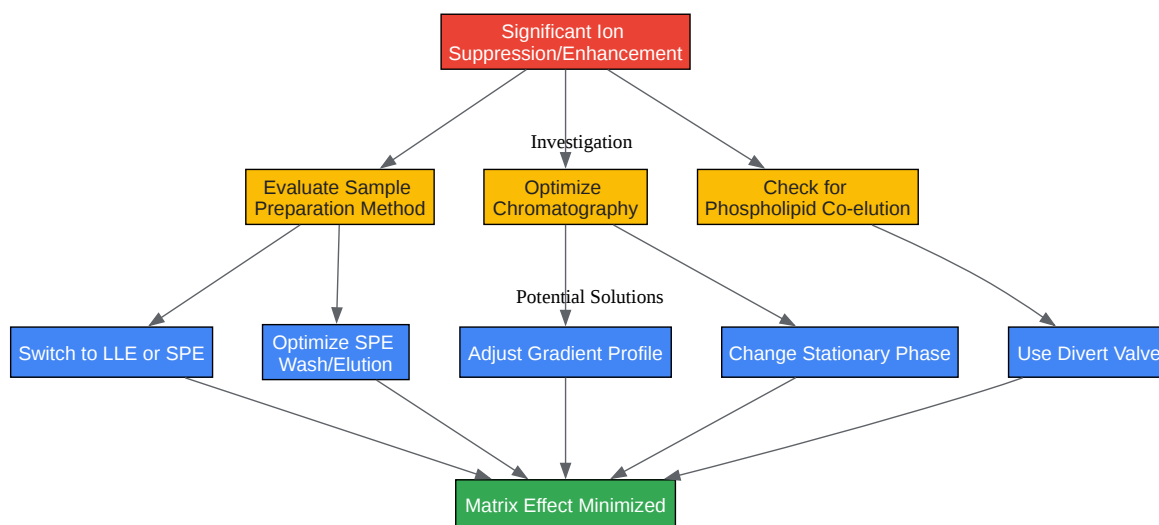 Significant Ion
Suppression/Enhancement
Investigation
Evaluate Sample
Preparation Method
Optimize
Chromatography
Check for
Phospholipid Co-elution
Potential Solutions
Switch to LLE or SPE
Optimize SPE
Wash/Elution
Adjust Gradient Profile
Change Stationary Phase
Use Divert Valve
Matrix Effect Minimized